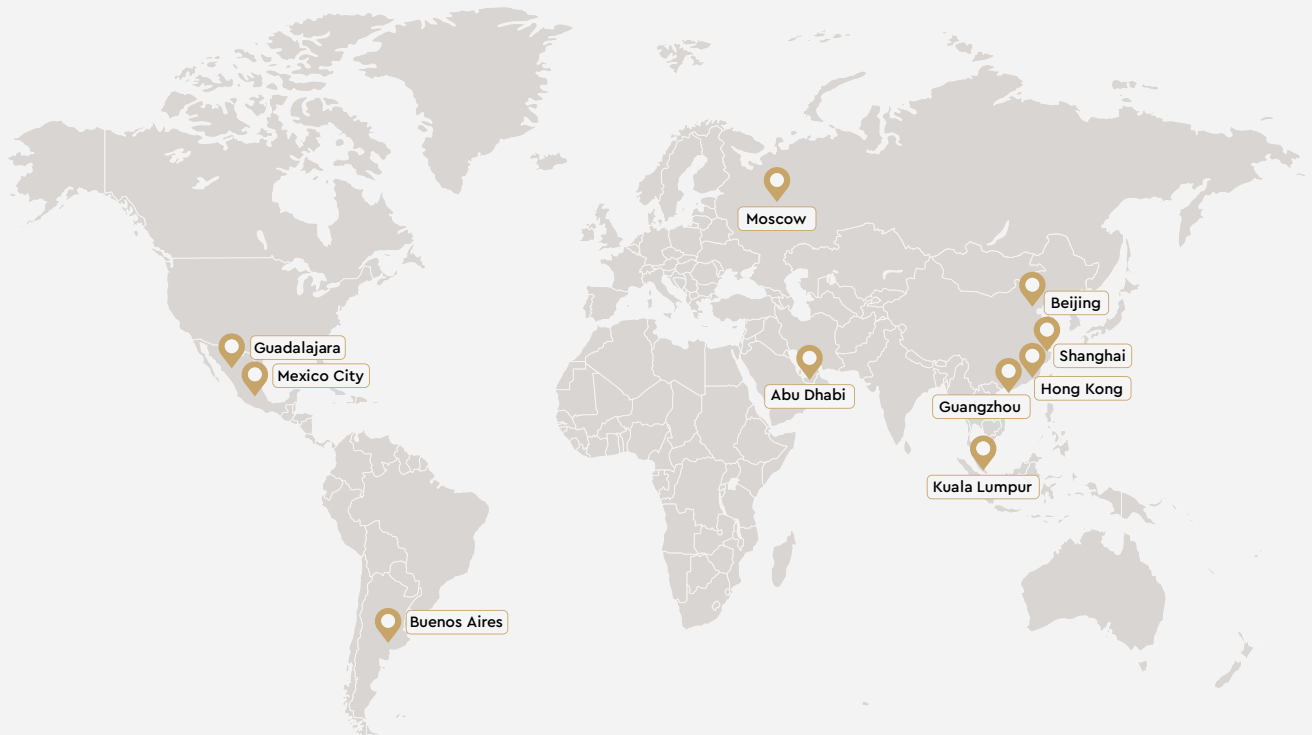 Moscow
Beijing
Guadalajara
Shanghai
Mexico City
Hong Kong
Abu Dhabi
Guangzhou
Kuala Lumpur
Buenos Aires